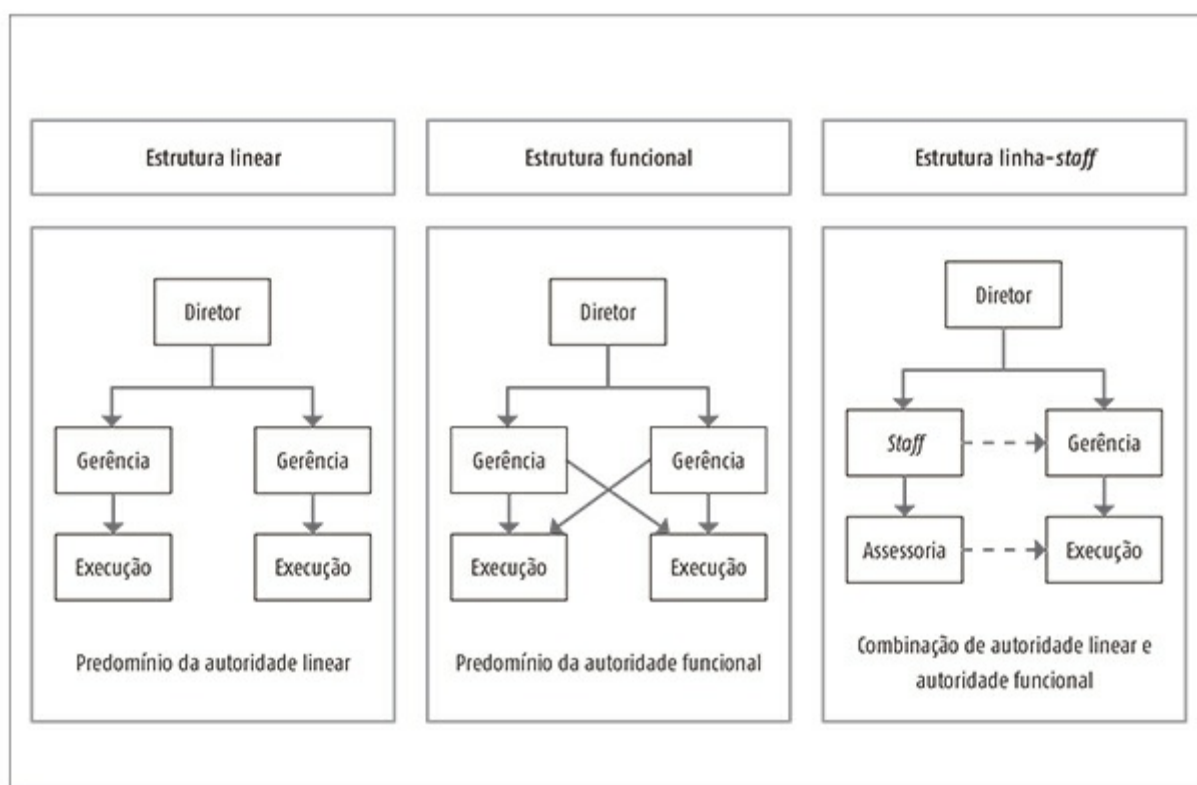 Estrutura linear
Estrutura funcional
Estrutura linha-staff
Diretor
Gerência
Gerência
Execução
Execução
Predomínio da autoridade linear
Diretor
Gerência
Gerência
Execução
Execução
Predomínio da autoridade funcional
Diretor
Staff
Gerência
Assessoria
Execução
Combinação de autoridade linear e
autoridade funcional